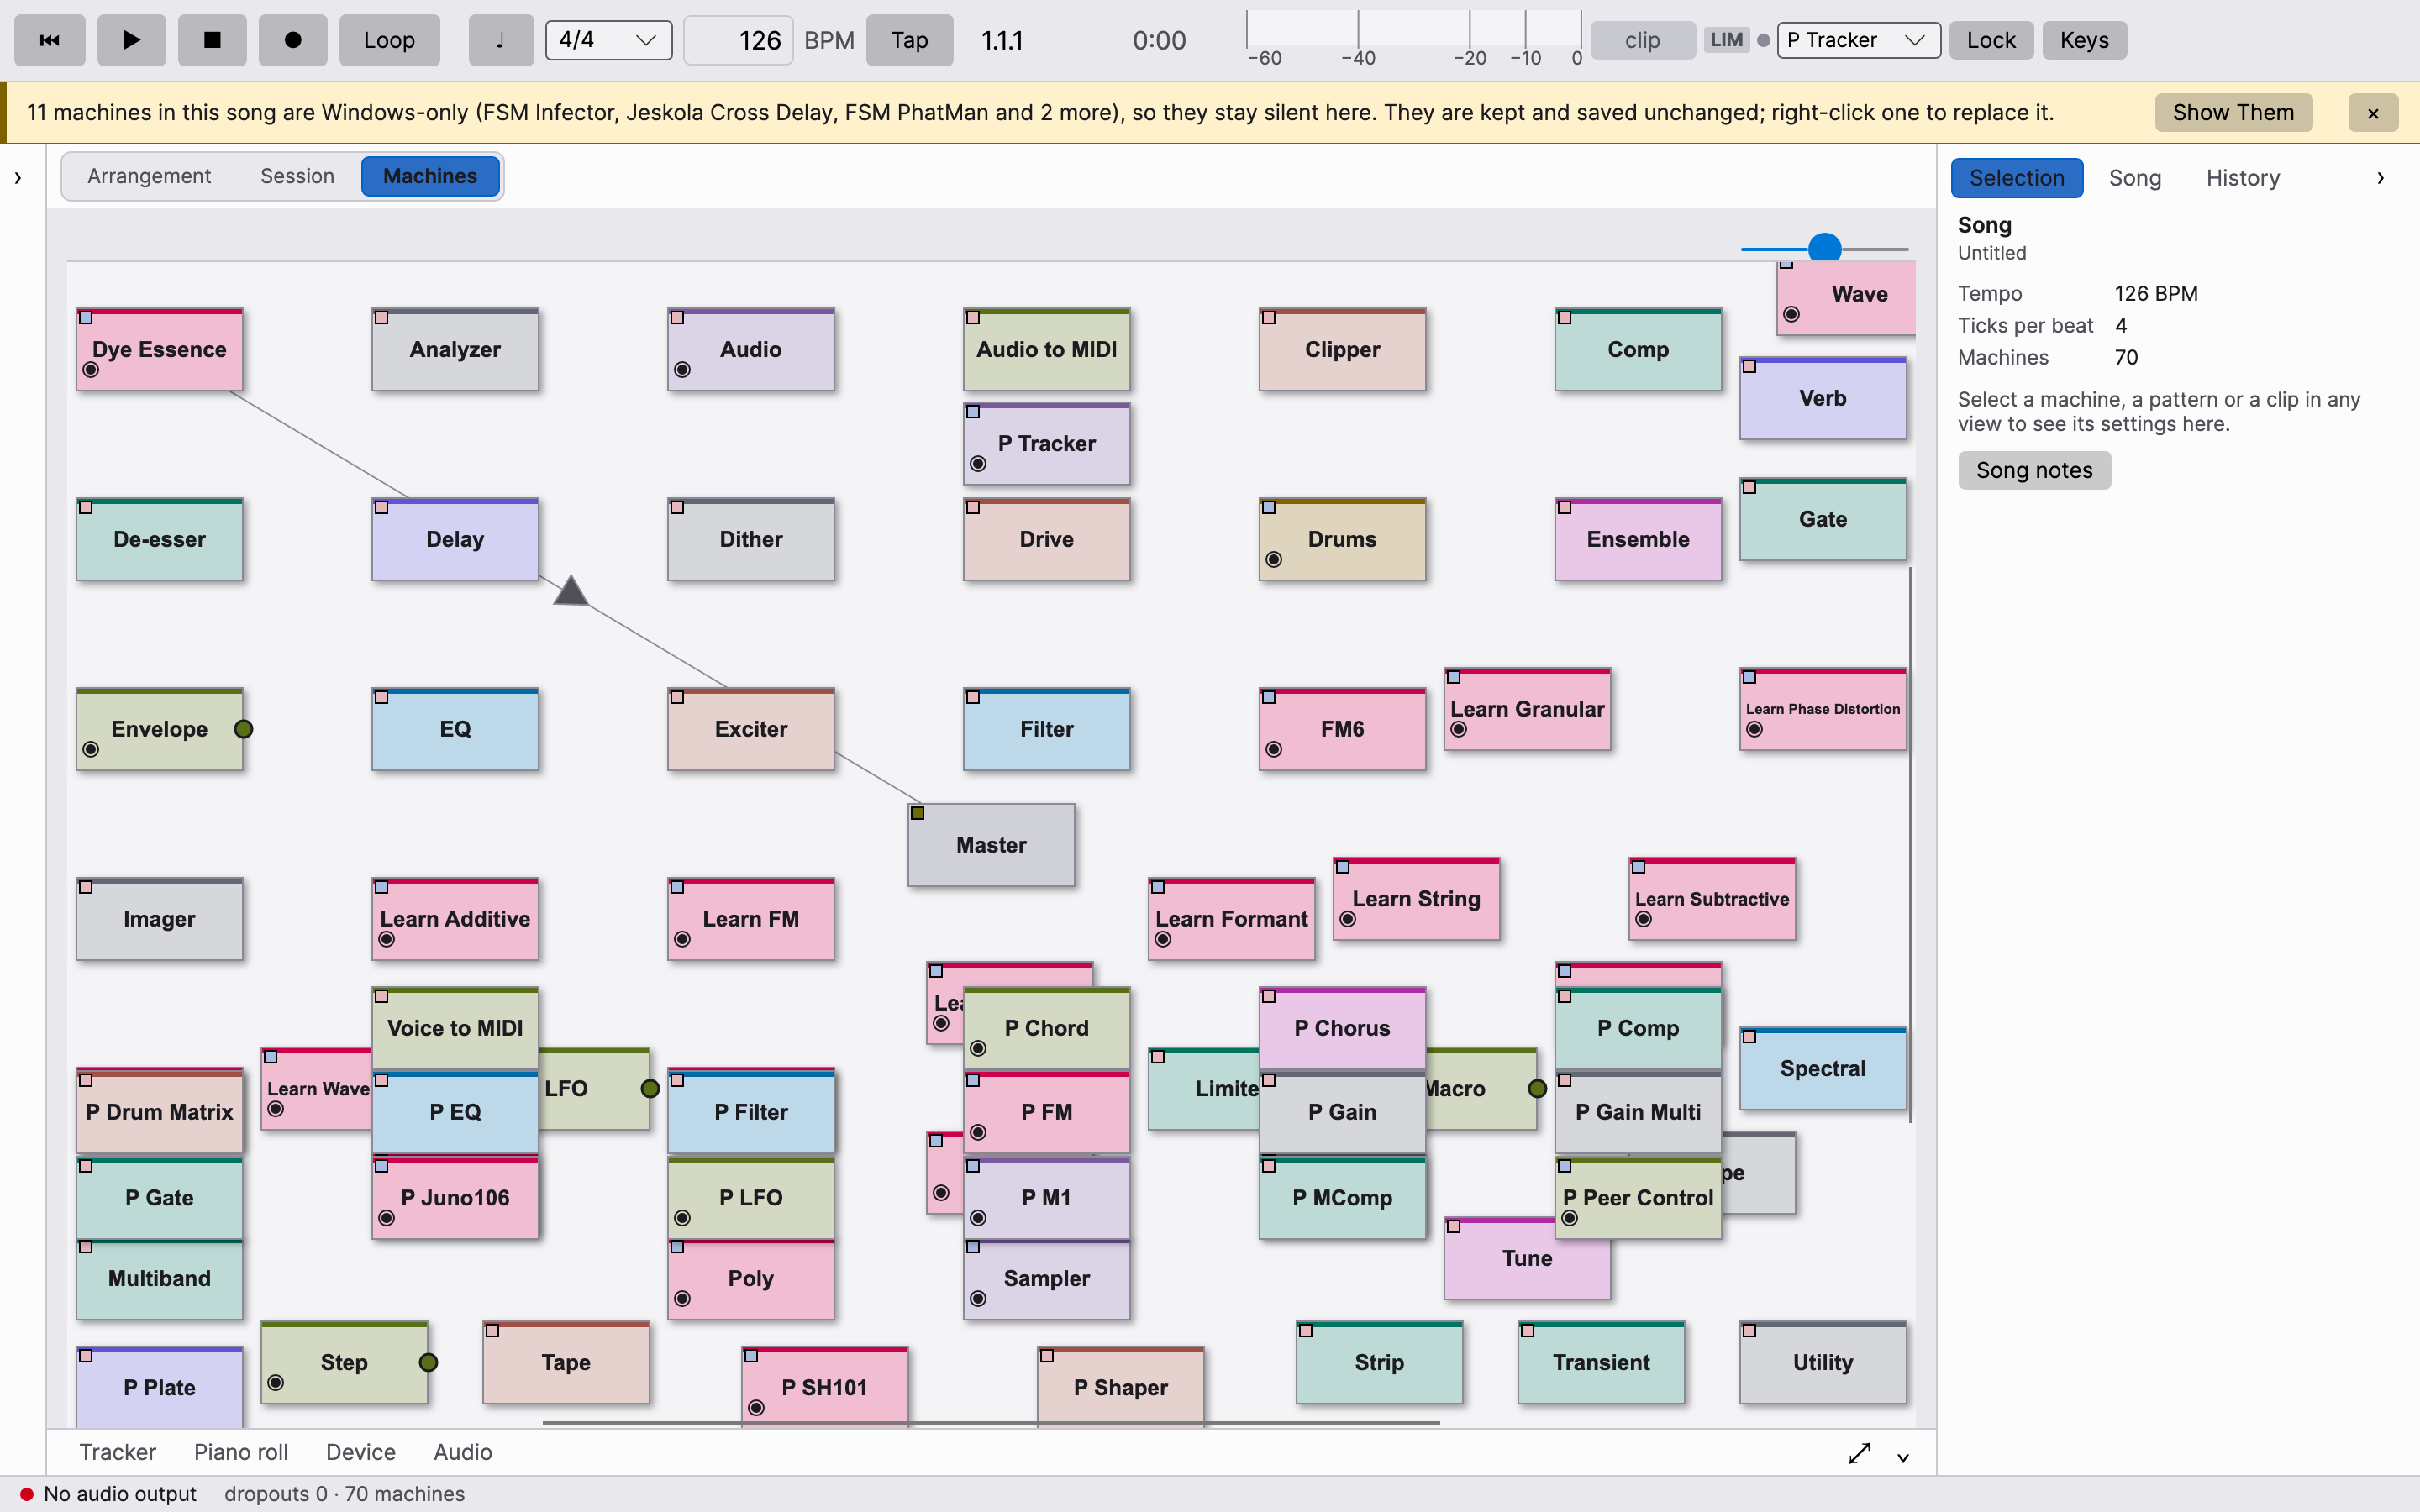 Loop
4/4
126 BPM
Tap
1.1.1
0:00
−60 −40 −20 −10 0
clip
LIM
P Tracker
Lock
Keys
11 machines in this song are Windows-only (FSM Infector, Jeskola Cross Delay, FSM PhatMan and 2 more), so they stay silent here. They are kept and saved unchanged; right-click one to replace it.
Show Them
×
Arrangement Session Machines
Selection Song History
Song
Untitled
Tempo 126 BPM
Ticks per beat 4
Machines 70
Select a machine, a pattern or a clip in any
view to see its settings here.
Song notes
Wave
Dye Essence Analyzer Audio Audio to MIDI Clipper Comp
Verb
P Tracker
Gate
De-esser Delay Dither Drive Drums Ensemble
Learn Granular Learn Phase Distortion
Envelope EQ Exciter Filter FM6
Master
Learn String Learn Subtractive
Imager Learn Additive Learn FM Learn Formant
Lea
Voice to MIDI P Chord P Chorus P Comp
Spectral
Learn Wave LFO Limite Macro
P Drum Matrix P EQ P Filter P FM P Gain P Gain Multi
pe
P Gate P Juno106 P LFO P M1 P MComp P Peer Control
Tune
Multiband Poly Sampler
Step Tape Strip Transient Utility
P Plate P SH101 P Shaper
Tracker Piano roll Device Audio
No audio output dropouts 0 · 70 machines